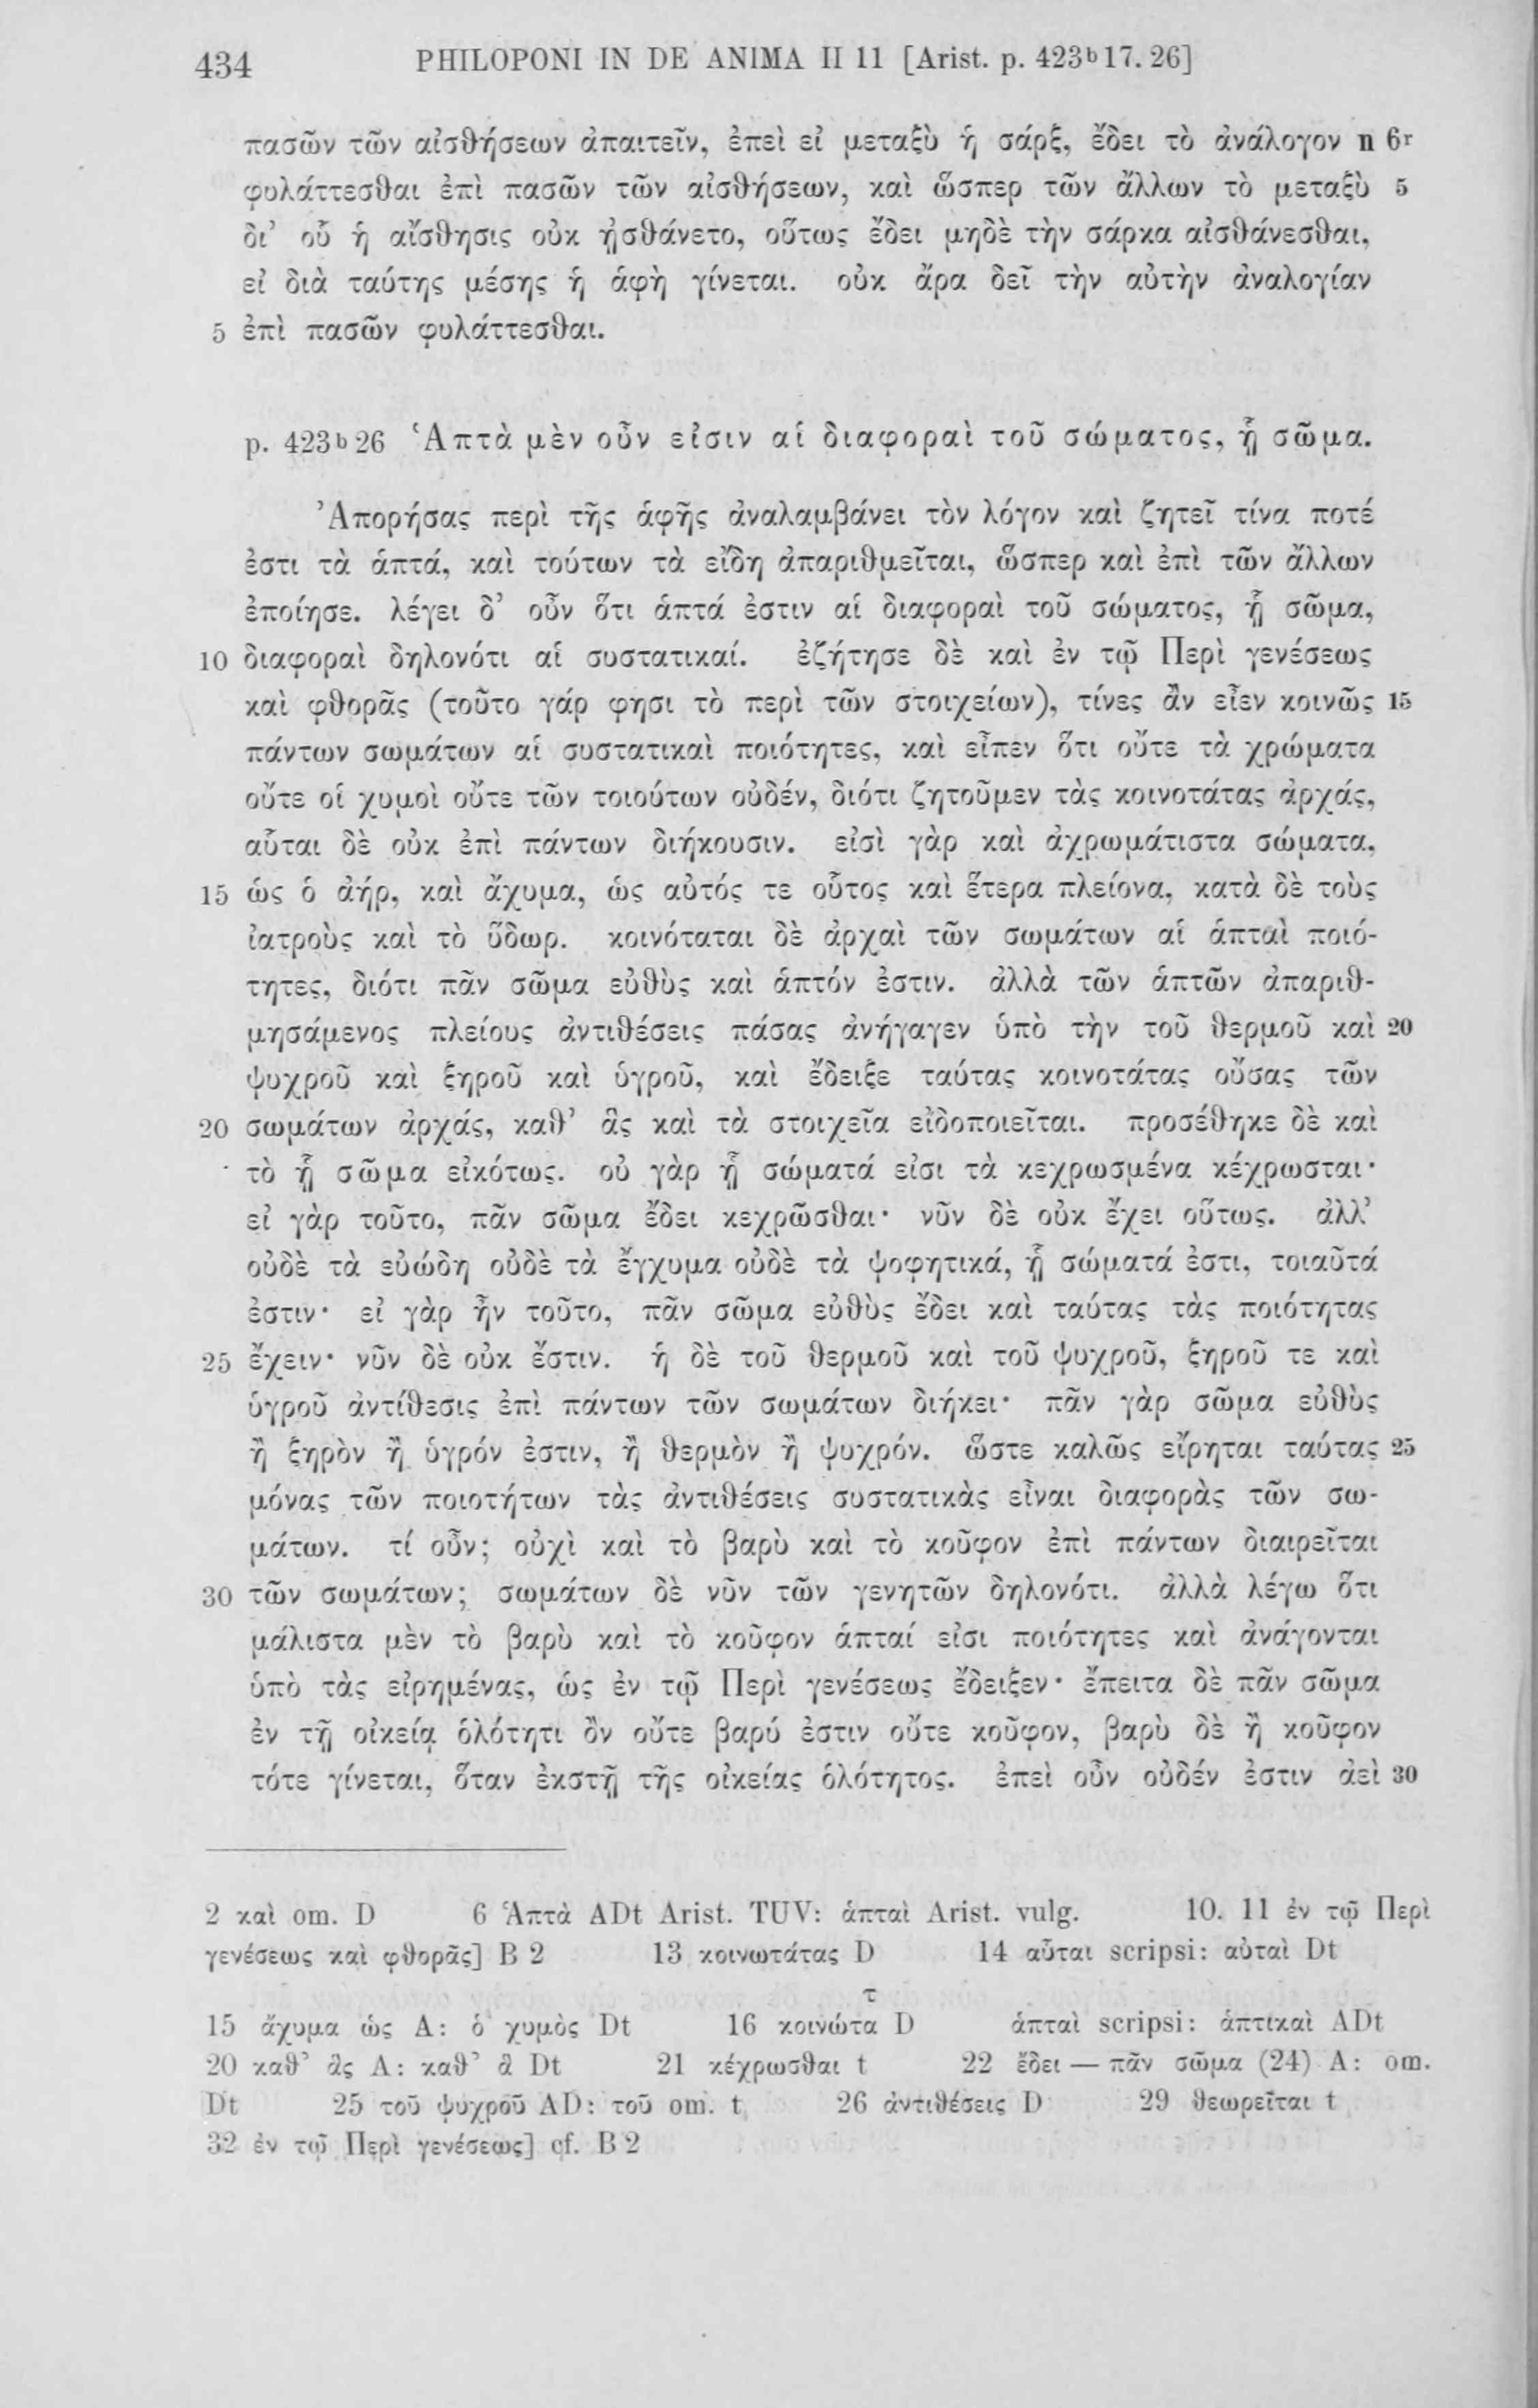 434 PHILOPONI IN DE ANIMA II 11 [Arist. p. 423ᵇ17. 26]
πασῶν τῶν αἰσθήσεων ἀπαιτεῖν, ἐπεὶ εἰ μεταξὺ ἡ σάρξ, ἔδει τὸ ἀνάλογον n 6r
φυλάττεσθαι ἐπὶ πασῶν τῶν αἰσθήσεων, καὶ ὥσπερ τῶν ἄλλων τὸ μεταξὺ 5
δι' οὗ ἡ αἴσθησις οὐκ ᾐσθάνετο, οὕτως ἔδει μηδὲ τὴν σάρκα αἰσθάνεσθαι,
εἰ διὰ ταύτης μέσης ἡ ἁφὴ γίνεται. οὐκ ἄρα δεῖ τὴν αὐτὴν ἀναλογίαν
5 ἐπὶ πασῶν φυλάττεσθαι.
p. 423ᵇ26 Ἁπτὰ μὲν οὖν εἰσιν αἱ διαφοραὶ τοῦ σώματος, ᾗ σῶμα.
Ἀπορήσας περὶ τῆς ἁφῆς ἀναλαμβάνει τὸν λόγον καὶ ζητεῖ τίνα ποτέ
ἐστι τὰ ἁπτά, καὶ τούτων τὰ εἴδη ἀπαριθμεῖται, ὥσπερ καὶ ἐπὶ τῶν ἄλλων
ἐποίησε. λέγει δ' οὖν ὅτι ἁπτά ἐστιν αἱ διαφοραὶ τοῦ σώματος, ᾗ σῶμα,
10 διαφοραὶ δηλονότι αἱ συστατικαί. ἐζήτησε δὲ καὶ ἐν τῷ Περὶ γενέσεως
καὶ φθορᾶς (τοῦτο γάρ φησι τὸ περὶ τῶν στοιχείων), τίνες ἂν εἶεν κοινῶς 15
πάντων σωμάτων αἱ συστατικαὶ ποιότητες, καὶ εἶπεν ὅτι οὔτε τὰ χρώματα
οὔτε οἱ χυμοὶ οὔτε τῶν τοιούτων οὐδέν, διότι ζητοῦμεν τὰς κοινοτάτας ἀρχάς,
αὗται δὲ οὐκ ἐπὶ πάντων διήκουσιν. εἰσὶ γὰρ καὶ ἀχρωμάτιστα σώματα,
15 ὡς ὁ ἀήρ, καὶ ἄχυμα, ὡς αὐτός τε οὗτος καὶ ἕτερα πλείονα, κατὰ δὲ τοὺς
ἰατροὺς καὶ τὸ ὕδωρ. κοινόταται δὲ ἀρχαὶ τῶν σωμάτων αἱ ἁπταὶ ποιό-
τητες, διότι πᾶν σῶμα εὐθὺς καὶ ἁπτόν ἐστιν. ἀλλὰ τῶν ἁπτῶν ἀπαριθ-
μησάμενος πλείους ἀντιθέσεις πάσας ἀνήγαγεν ὑπὸ τὴν τοῦ θερμοῦ καὶ 20
ψυχροῦ καὶ ξηροῦ καὶ ὑγροῦ, καὶ ἔδειξε ταύτας κοινοτάτας οὔσας τῶν
20 σωμάτων ἀρχάς, καθ' ἃς καὶ τὰ στοιχεῖα εἰδοποιεῖται. προσέθηκε δὲ καὶ
τὸ ᾗ σῶμα εἰκότως. οὐ γὰρ ᾗ σώματά εἰσι τὰ κεχρωσμένα κέχρωσται·
εἰ γὰρ τοῦτο, πᾶν σῶμα ἔδει κεχρῶσθαι· νῦν δὲ οὐκ ἔχει οὕτως. ἀλλ'
οὐδὲ τὰ εὐώδη οὐδὲ τὰ ἔγχυμα οὐδὲ τὰ ψοφητικά, ᾗ σώματά ἐστι, τοιαῦτά
ἐστιν· εἰ γὰρ ἦν τοῦτο, πᾶν σῶμα εὐθὺς ἔδει καὶ ταύτας τὰς ποιότητας
25 ἔχειν· νῦν δὲ οὐκ ἔστιν. ἡ δὲ τοῦ θερμοῦ καὶ τοῦ ψυχροῦ, ξηροῦ τε καὶ
ὑγροῦ ἀντίθεσις ἐπὶ πάντων τῶν σωμάτων διήκει· πᾶν γὰρ σῶμα εὐθὺς
ἢ ξηρὸν ἢ ὑγρόν ἐστιν, ἢ θερμὸν ἢ ψυχρόν. ὥστε καλῶς εἴρηται ταύτας 25
μόνας τῶν ποιοτήτων τὰς ἀντιθέσεις συστατικὰς εἶναι διαφορὰς τῶν σω-
μάτων. τί οὖν; οὐχὶ καὶ τὸ βαρὺ καὶ τὸ κοῦφον ἐπὶ πάντων διαιρεῖται
30 τῶν σωμάτων; σωμάτων δὲ νῦν τῶν γενητῶν δηλονότι. ἀλλὰ λέγω ὅτι
μάλιστα μὲν τὸ βαρὺ καὶ τὸ κοῦφον ἁπταί εἰσι ποιότητες καὶ ἀνάγονται
ὑπὸ τὰς εἰρημένας, ὡς ἐν τῷ Περὶ γενέσεως ἔδειξεν· ἔπειτα δὲ πᾶν σῶμα
ἐν τῇ οἰκείᾳ ὁλότητι ὂν οὔτε βαρύ ἐστιν οὔτε κοῦφον, βαρὺ δὲ ἢ κοῦφον
τότε γίνεται, ὅταν ἐκστῇ τῆς οἰκείας ὁλότητος. ἐπεὶ οὖν οὐδέν ἐστιν ἀεὶ 30
2 καὶ om. D 6 Ἁπτὰ ADt Arist. TUV: ἁπταὶ Arist. vulg. 10. 11 ἐν τῷ Περὶ
γενέσεως καὶ φθορᾶς] B 2 13 κοινωτάτας D 14 αὗται scripsi: αὐταὶ Dt
τ
15 ἄχυμα ὡς A: ὁ χυμὸς Dt 16 κοινώτα D ἁπταὶ scripsi: ἁπτικαὶ ADt
20 καθ' ἃς A: καθ' ἃ Dt 21 κέχρωσθαι t 22 ἔδει — πᾶν σῶμα (24) A: om.
Dt 25 τοῦ ψυχροῦ AD: τοῦ om. t 26 ἀντιθέσεις D 29 θεωρεῖται t
32 ἐν τῷ Περὶ γενέσεως] cf. B 2